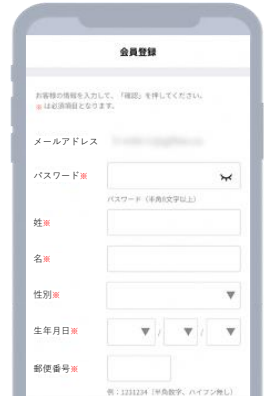 会員登録
お客様の情報を入力して、「確認」を押してください。
※ は必須項目となります。
メールアドレス
パスワード※
パスワード（半角8文字以上）
姓※
名※
性別※
生年月日※ / /
郵便番号※
例：1231234（半角数字、ハイフン無し）